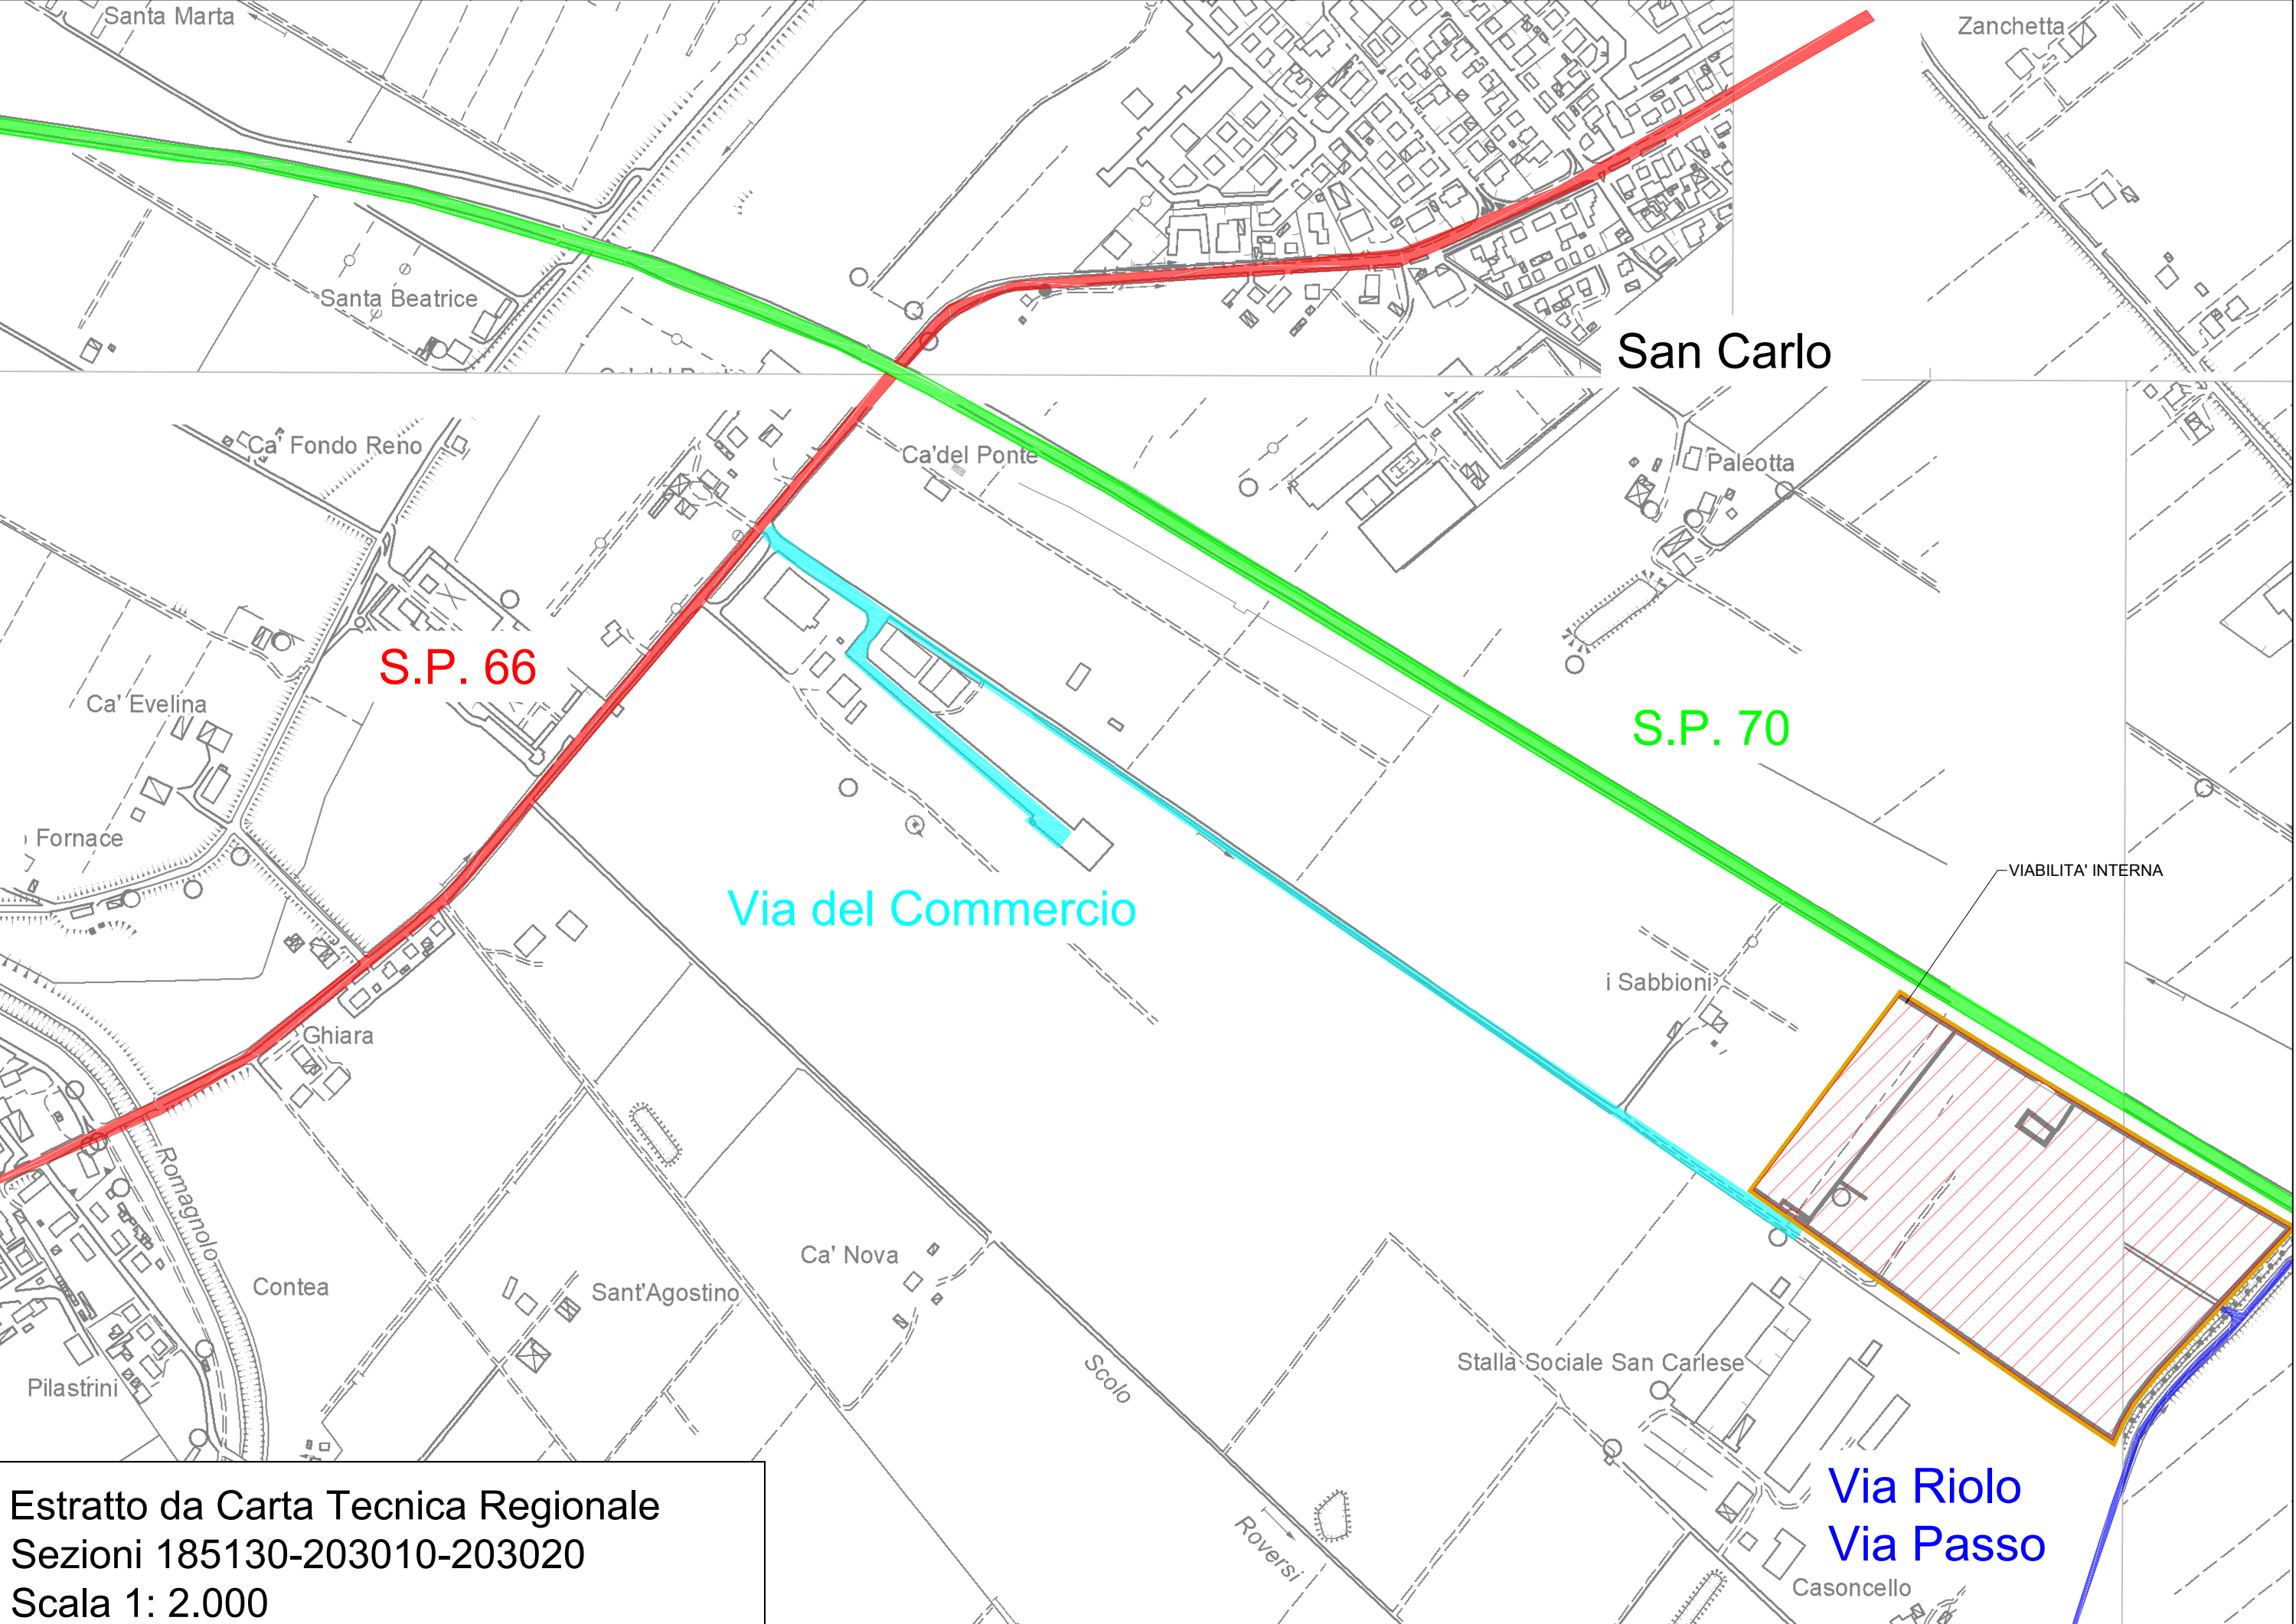 Santa Marta
Zanchetta
Santa Beatrice
San Carlo
Ca' Fondo Reno
Ca'del Ponte
Paleotta
S.P. 66
Ca' Evelina
S.P. 70
Fornace
VIABILITA' INTERNA
Via del Commercio
i Sabbioni
Ghiara
Romagnolo
Ca' Nova
Contea
Sant'Agostino
Scolo
Stalla Sociale San Carlese
Pilastrini
Roversi
Via Riolo
Via Passo
Casoncello
Estratto da Carta Tecnica Regionale
Sezioni 185130-203010-203020
Scala 1: 2.000